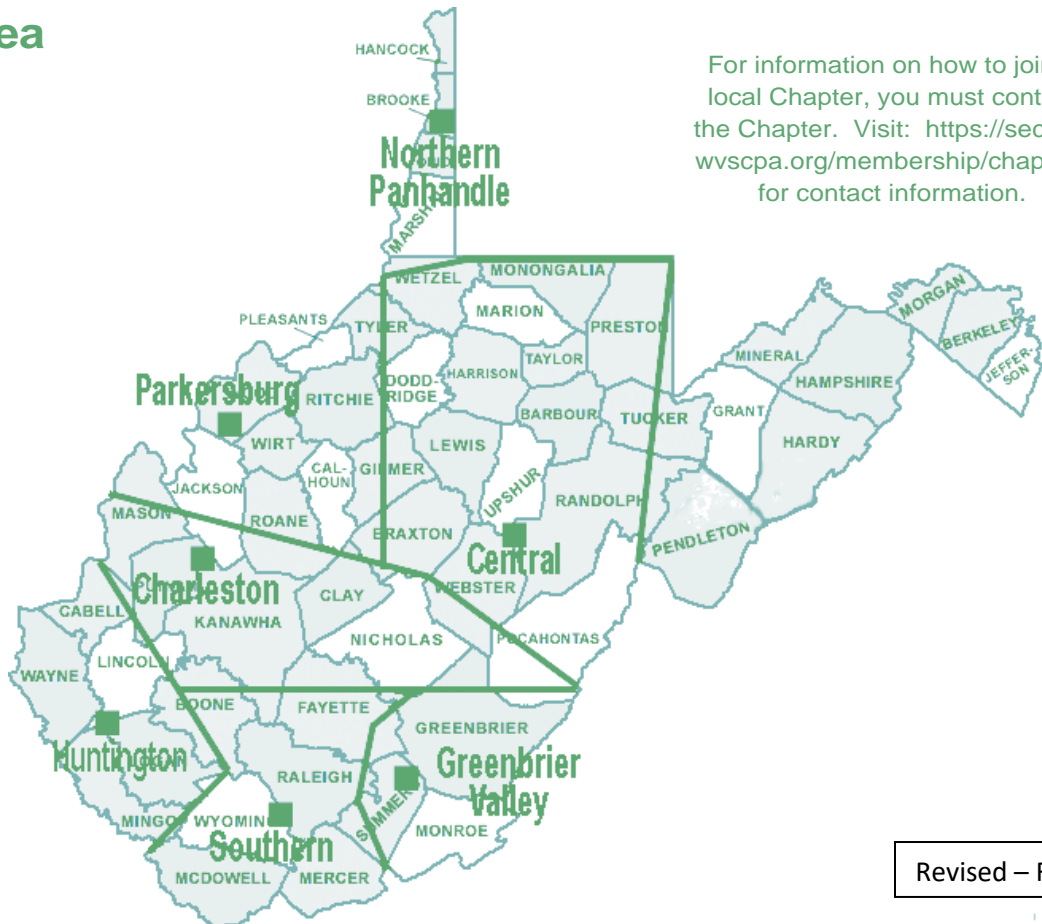 ea
For information on how to join
local Chapter, you must cont
the Chapter. Visit: https://sec
wvscpa.org/membership/chap
for contact information.
HANCOCK
BROOKE
Northern
Panhandle
MARSHA
WETZEL
MONONGALIA
MARION
PRESTON
PLEASANTS
TYLER
TAYLOR
HARRISON
DODD-
RIDGE
MORGAN
BERKELEY
JEFFER-
SON
MINERAL
HAMPSHIRE
GRANT
HARDY
Parkersburg
RITCHIE
WIRT
BARBOUR
TUCKER
LEWIS
GILMER
CAL-
HOUN
UPSHUR
RANDOLPH
JACKSON
ROANE
MASON
BRAXTON
PENDLETON
Central
WEBSTER
Charleston
CLAY
KANAWHA
CABELL
NICHOLAS
POCAHONTAS
LINCOLN
WAYNE
BOONE
FAYETTE
GREENBRIER
Huntington
RALEIGH
Greenbrier
Valley
SUMMER
MINGO
WYOMING
MONROE
Southern
MCDOWELL
MERCER
Revised – F